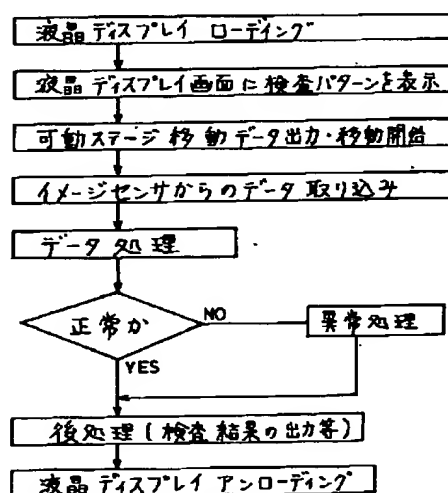 液晶ディスプレイ ローディング
液晶ディスプレイ画面に検査パターンを表示
可動ステージ移動データ出力・移動開始
イメージセンサからのデータ取り込み
データ処理
正常か
NO
異常処理
YES
後処理(検査結果の出力等)
液晶ディスプレイ アンローディング